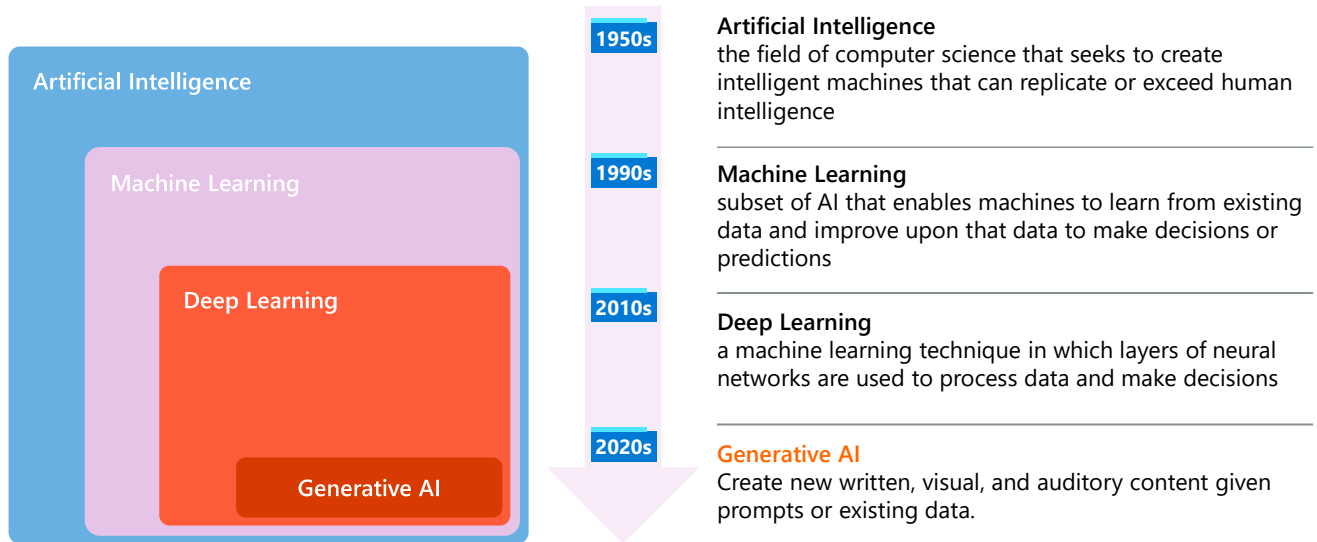 Artificial Intelligence
Machine Learning
Deep Learning
Generative AI
1950s
1990s
2010s
2020s
Artificial Intelligence
the field of computer science that seeks to create
intelligent machines that can replicate or exceed human
intelligence
Machine Learning
subset of AI that enables machines to learn from existing
data and improve upon that data to make decisions or
predictions
Deep Learning
a machine learning technique in which layers of neural
networks are used to process data and make decisions
Generative AI
Create new written, visual, and auditory content given
prompts or existing data.